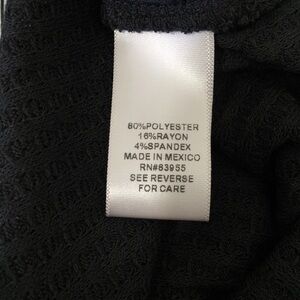 80%POLYESTER
16%RAYON
4%SPANDEX
MADE IN MEXICO
RN#83955
SEE REVERSE
FOR CARE